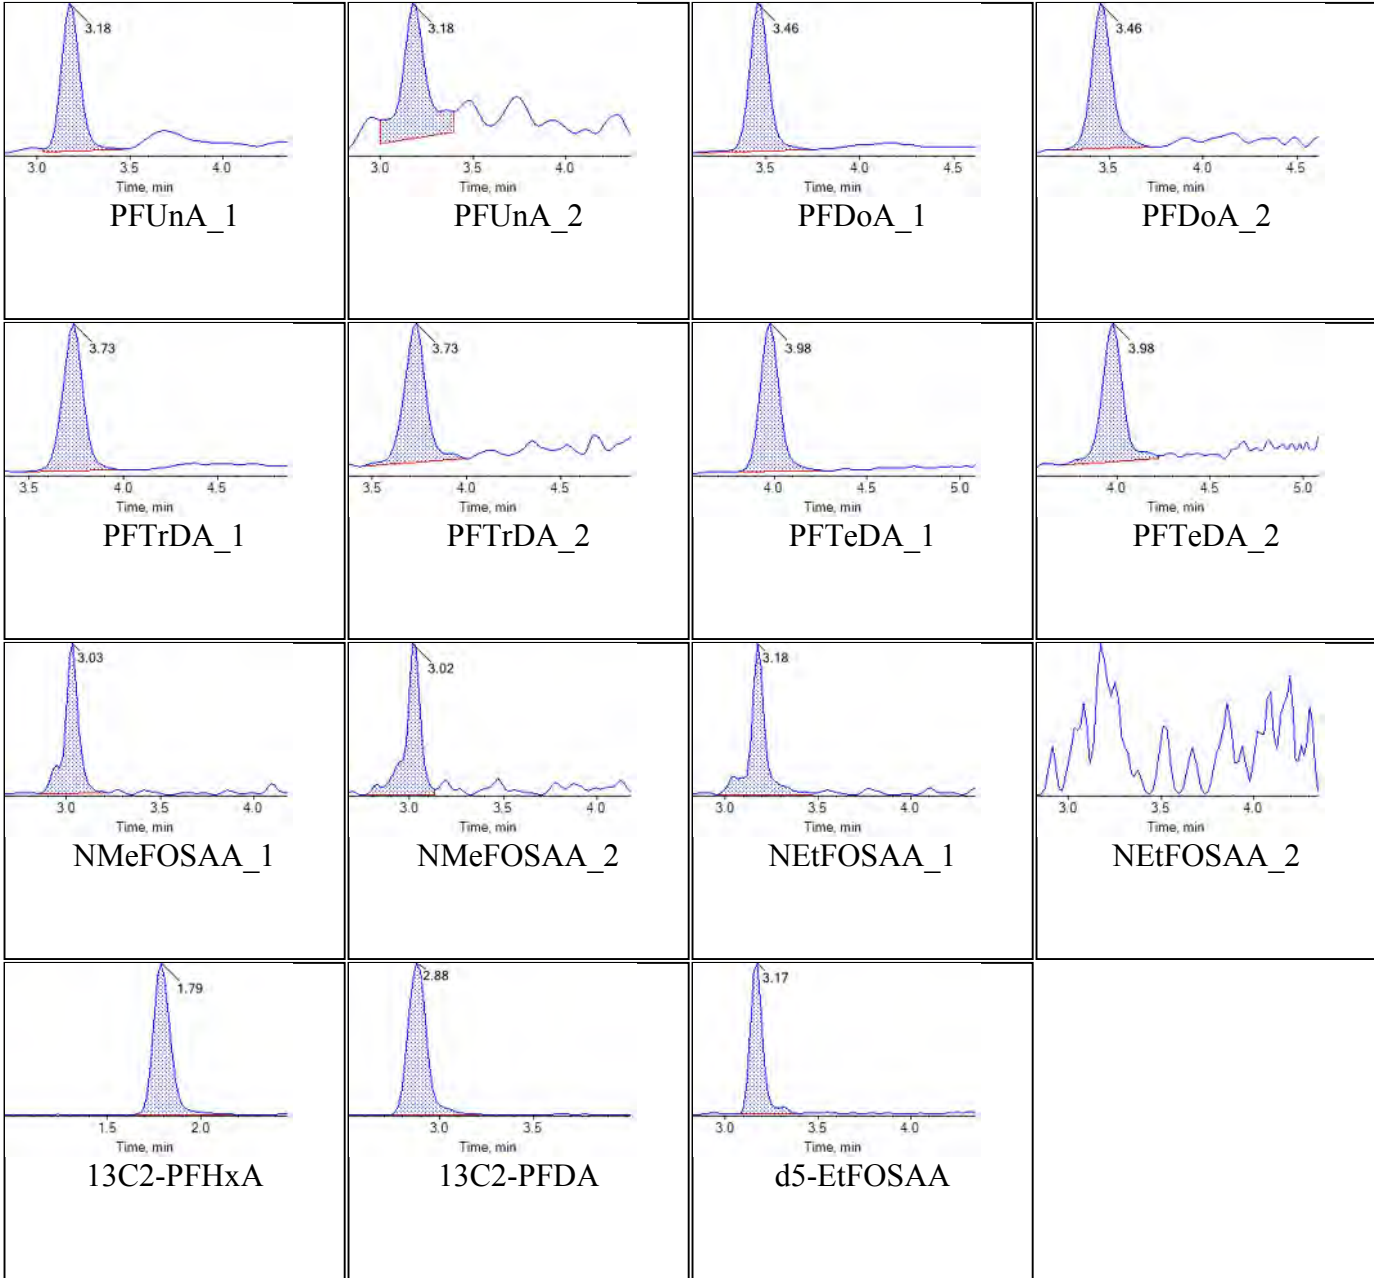 3.18
3.0 3.5 4.0
Time, min
PFUnA_1
3.18
3.0 3.5 4.0
Time, min
PFUnA_2
3.46
3.5 4.0 4.5
Time, min
PFDoA_1
3.46
3.5 4.0 4.5
Time, min
PFDoA_2
3.73
3.5 4.0 4.5
Time, min
PFTrDA_1
3.73
3.5 4.0 4.5
Time, min
PFTrDA_2
3.98
4.0 4.5 5.0
Time, min
PFTeDA_1
3.98
4.0 4.5 5.0
Time, min
PFTeDA_2
3.03
3.0 3.5 4.0
Time, min
NMeFOSAA_1
3.02
3.0 3.5 4.0
Time, min
NMeFOSAA_2
3.18
3.0 3.5 4.0
Time, min
NEtFOSAA_1
3.0 3.5 4.0
Time, min
NEtFOSAA_2
1.79
1.5 2.0
Time, min
13C2-PFHxA
2.88
3.0 3.5
Time, min
13C2-PFDA
3.17
3.0 3.5 4.0
Time, min
d5-EtFOSAA